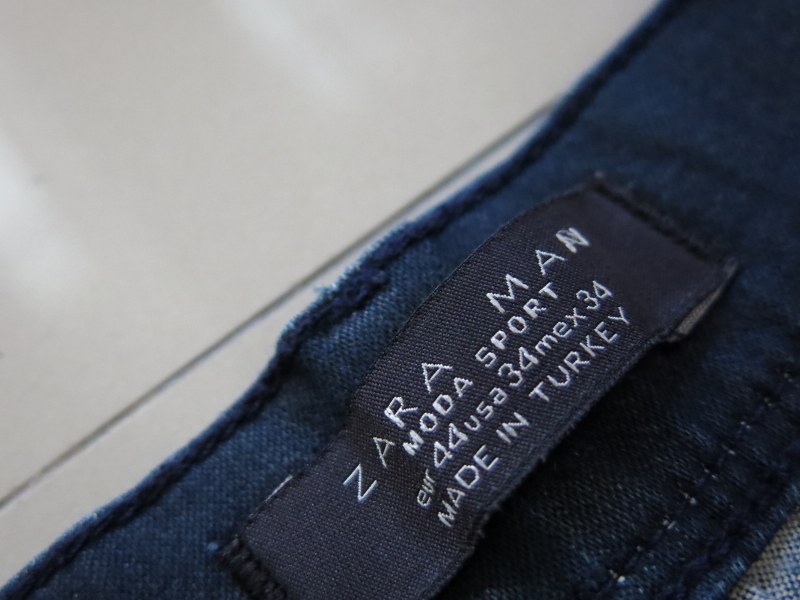 ZARA MAN
MODA SPORT
eur 44 usa 34 mex 34
MADE IN TURKEY